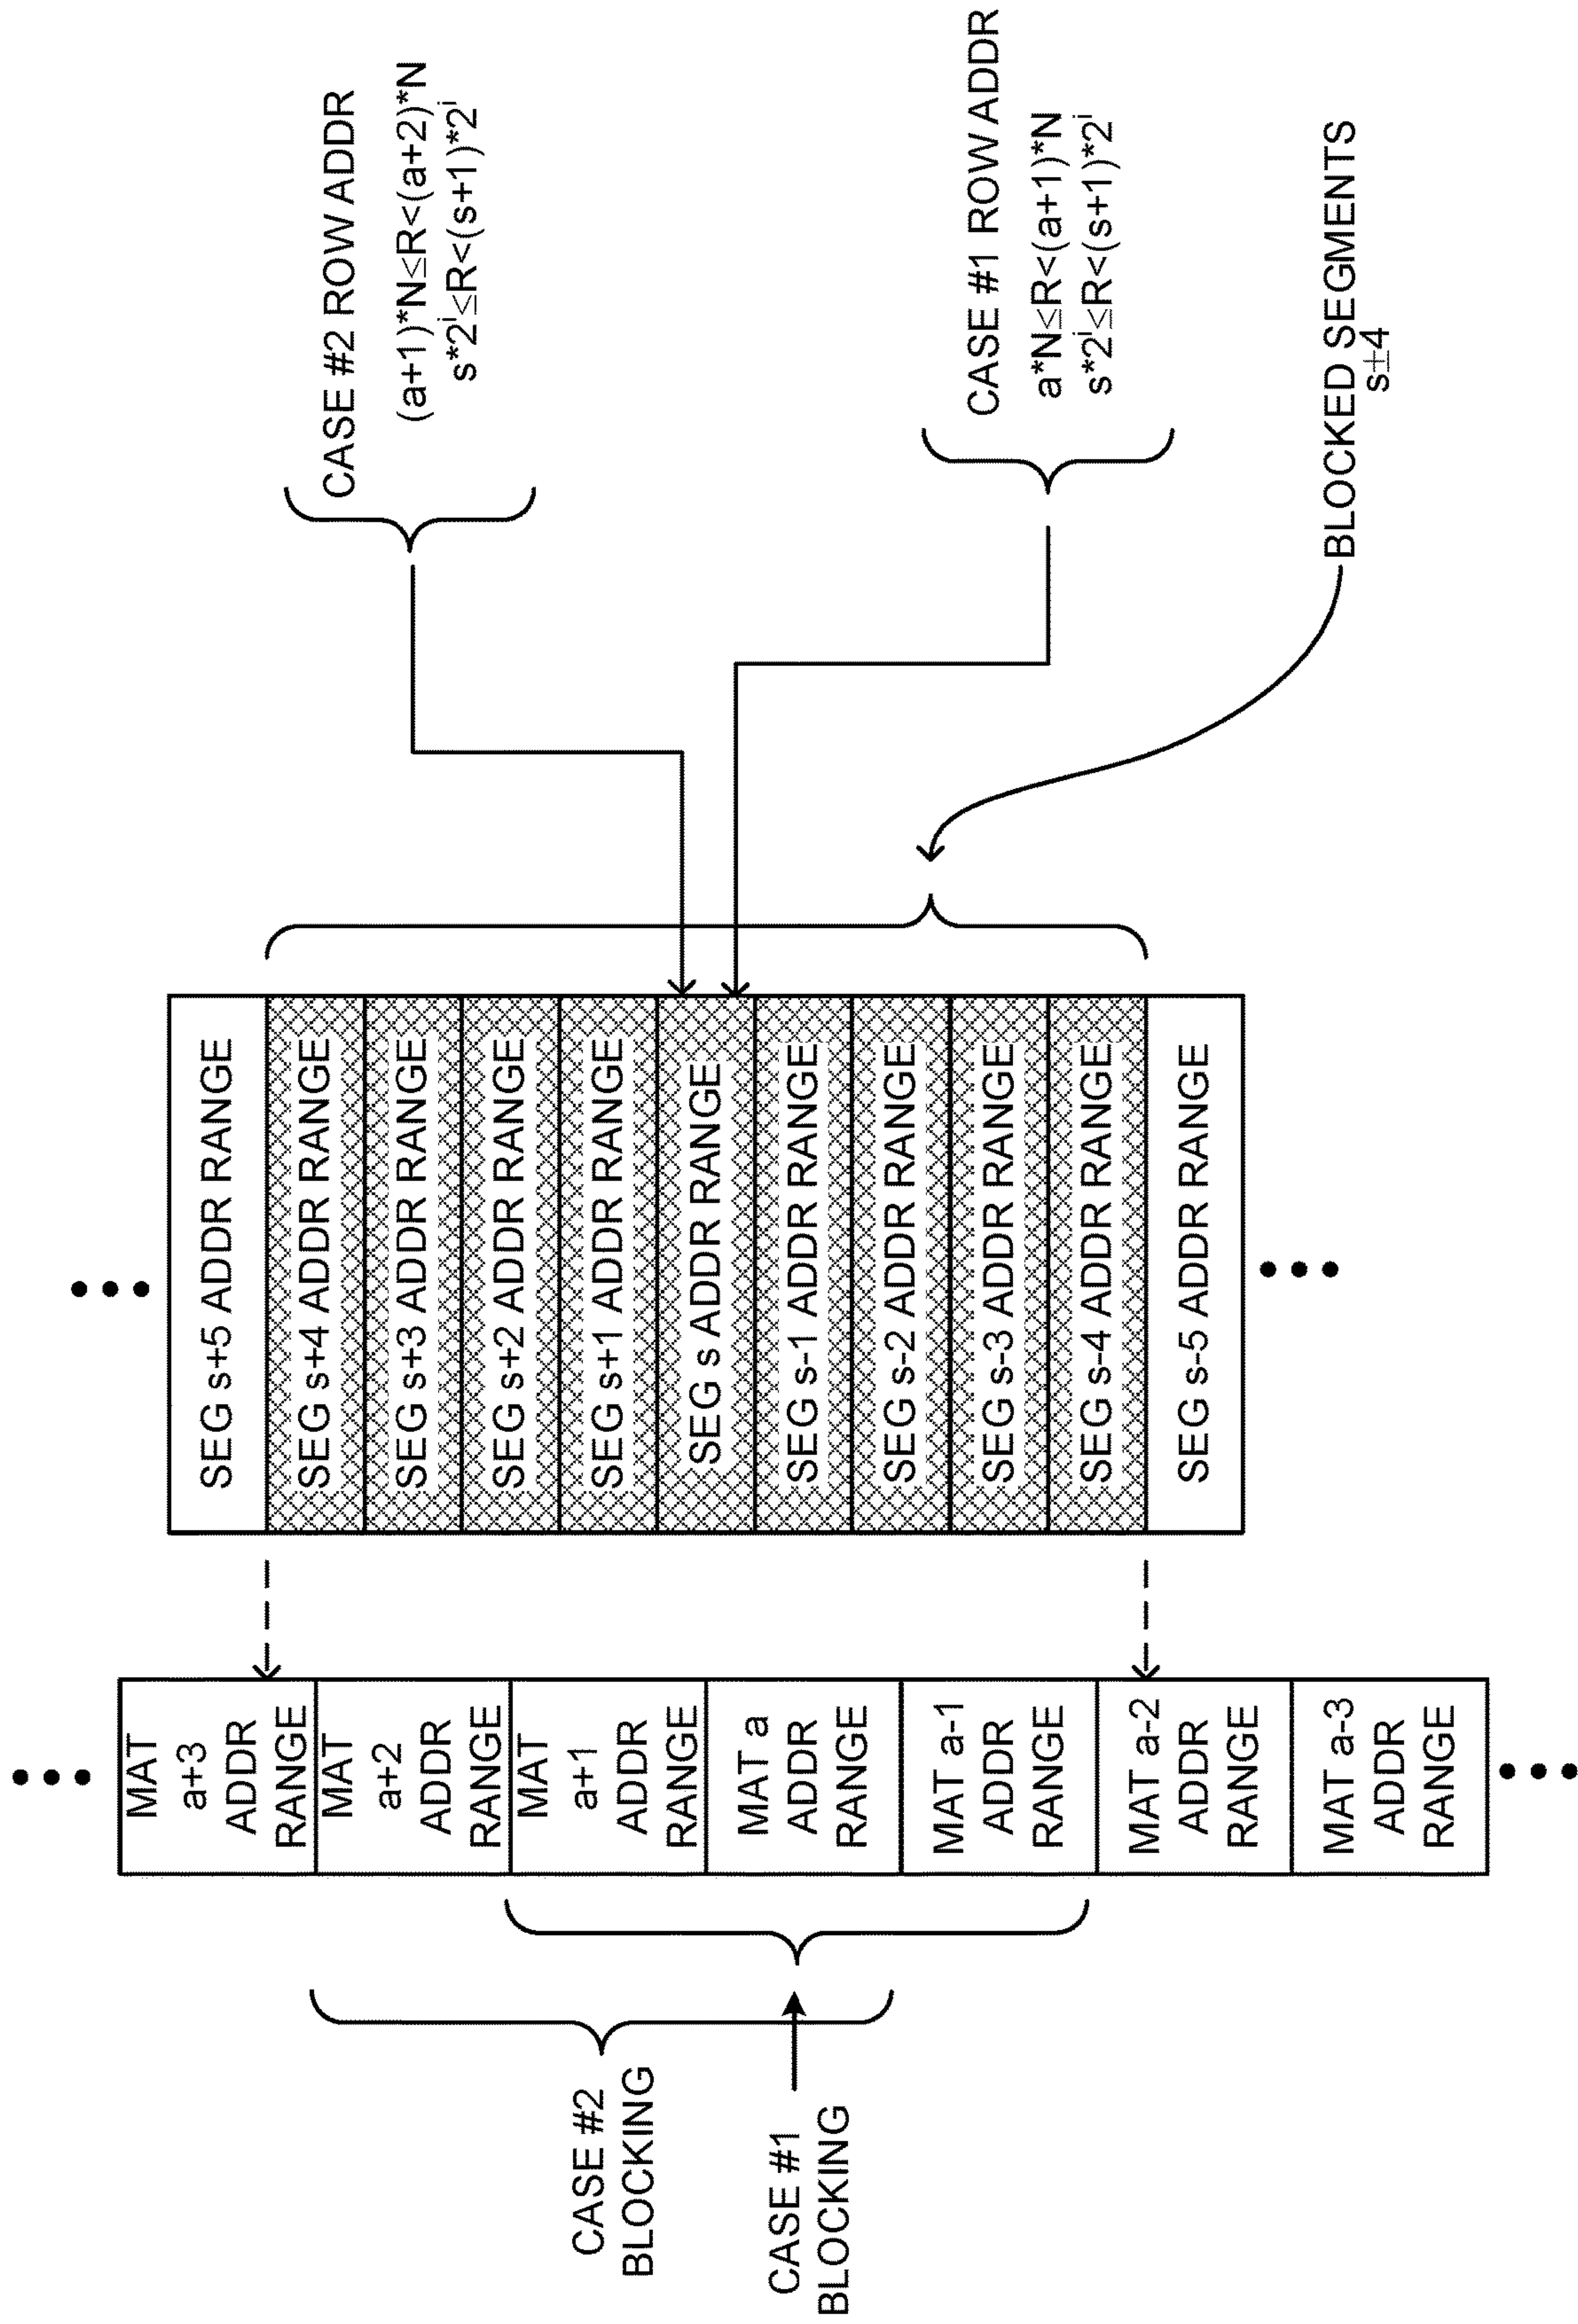 CASE #2
BLOCKING
CASE #1
BLOCKING
MAT
a+3
ADDR
RANGE
MAT
a+2
ADDR
RANGE
MAT
a+1
ADDR
RANGE
MAT a
ADDR
RANGE
MAT a-1
ADDR
RANGE
MAT a-2
ADDR
RANGE
MAT a-3
ADDR
RANGE
SEG s+5 ADDR RANGE
SEG s+4 ADDR RANGE
SEG s+3 ADDR RANGE
SEG s+2 ADDR RANGE
SEG s+1 ADDR RANGE
SEG s ADDR RANGE
SEG s-1 ADDR RANGE
SEG s-2 ADDR RANGE
SEG s-3 ADDR RANGE
SEG s-4 ADDR RANGE
SEG s-5 ADDR RANGE
CASE #2 ROW ADDR
(a+1)*N≤R<(a+2)*N
s*2ⁱ≤R<(s+1)*2ⁱ
CASE #1 ROW ADDR
a*N≤R<(a+1)*N
s*2ⁱ≤R<(s+1)*2ⁱ
BLOCKED SEGMENTS
s±4